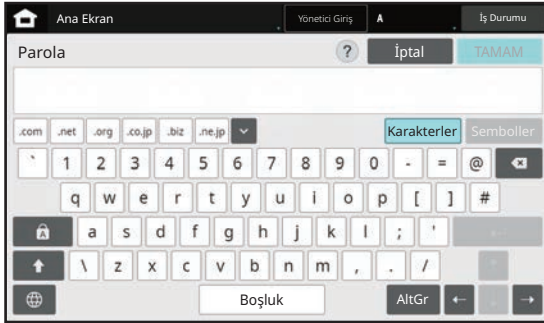 Ana Ekran Yönetici Giriş A İş Durumu
Parola ? İptal TAMAM
.com .net .org .co.jp .biz .ne.jp Karakterler Semboller
` 1 2 3 4 5 6 7 8 9 0 - = @
q w e r t y u i o p [ ] #
A a s d f g h j k l ; '
\ z x c v b n m , . /
Boşluk AltGr